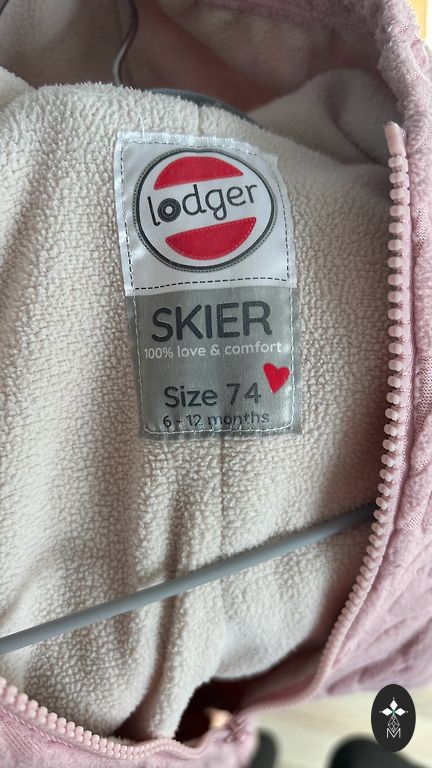 lodger
SKIER
100% love & comfort
Size 74
6 - 12 months